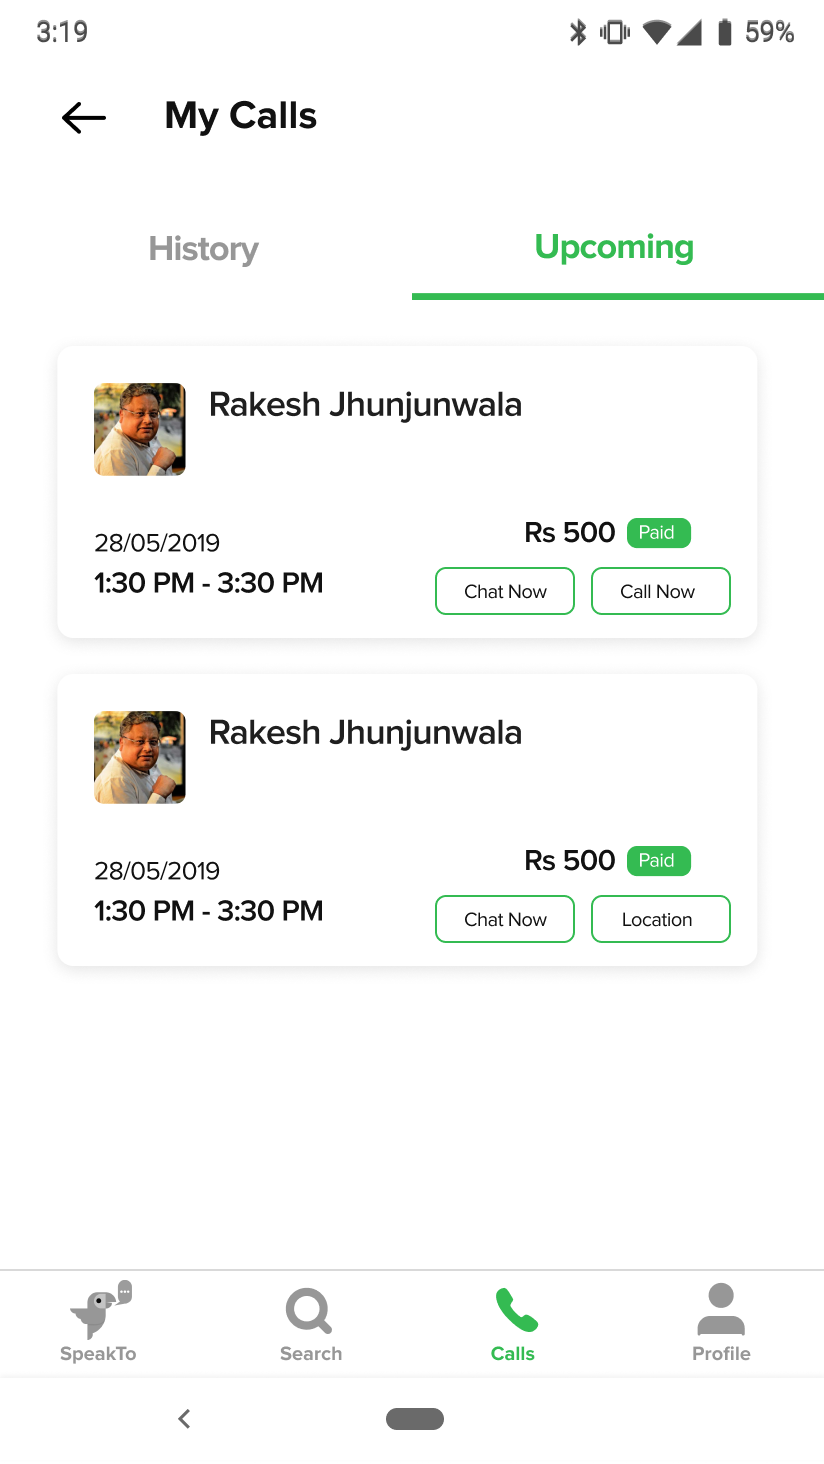 3:19 59%
My Calls
History Upcoming
Rakesh Jhunjunwala
Rs 500 Paid
28/05/2019
1:30 PM - 3:30 PM
Chat Now Call Now
Rakesh Jhunjunwala
Rs 500 Paid
28/05/2019
1:30 PM - 3:30 PM
Chat Now Location
SpeakTo Search Calls Profile